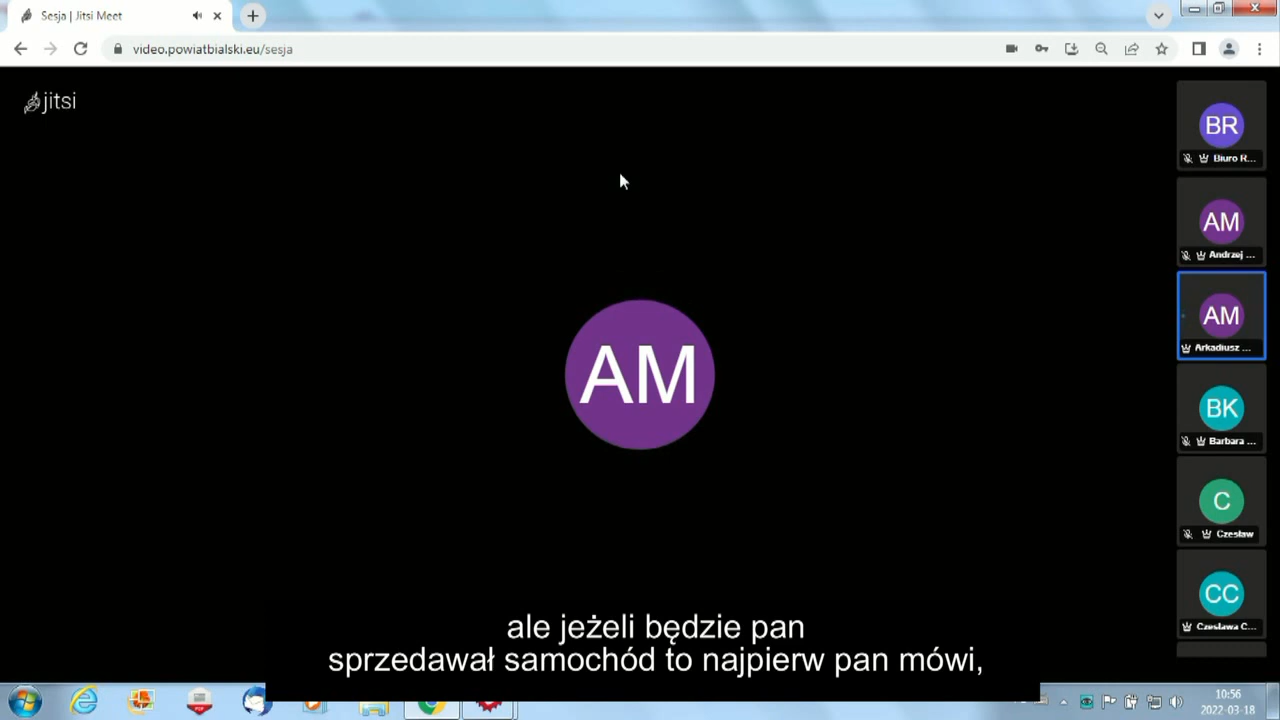 Sesja | Jitsi Meet
video.powiatbialski.eu/sesja
jitsi
BR
Biuro R...
AM
Andrzej ...
AM
AM
Arkadiusz ...
BK
Barbara ...
C
Czesław
CC
Czesława C...
ale jeżeli będzie pan
sprzedawał samochód to najpierw pan mówi,
10:56
2022-03-18